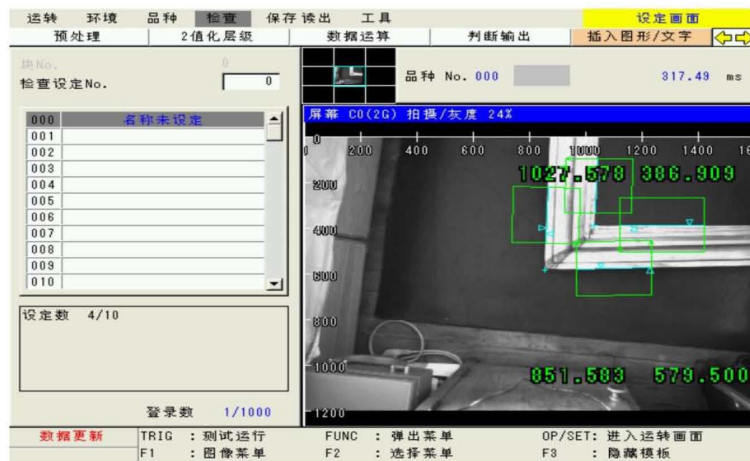 运转 环境 品种 检查 保存读出 工具 设定画面
预处理 2值化层级 数据运算 判断输出 插入图形/文字
块No. 0
检查设定No. 0
品种 No. 000 317.49 ms
屏幕 C0(2G) 拍摄/灰度 24%
000 名称未设定
001
002
003
004
005
006
007
008
009
010
0 200 400 600 800 1000 1200 1400
200
400
600
800
1000
1200
1027.578 386.909
851.583 579.500
设定数 4/10
登录数 1/1000
数据更新 TRIG :测试运行 FUNC :弹出菜单 OP/SET:进入运转画面
F1 :图像菜单 F2 :选择菜单 F3 :隐藏模板